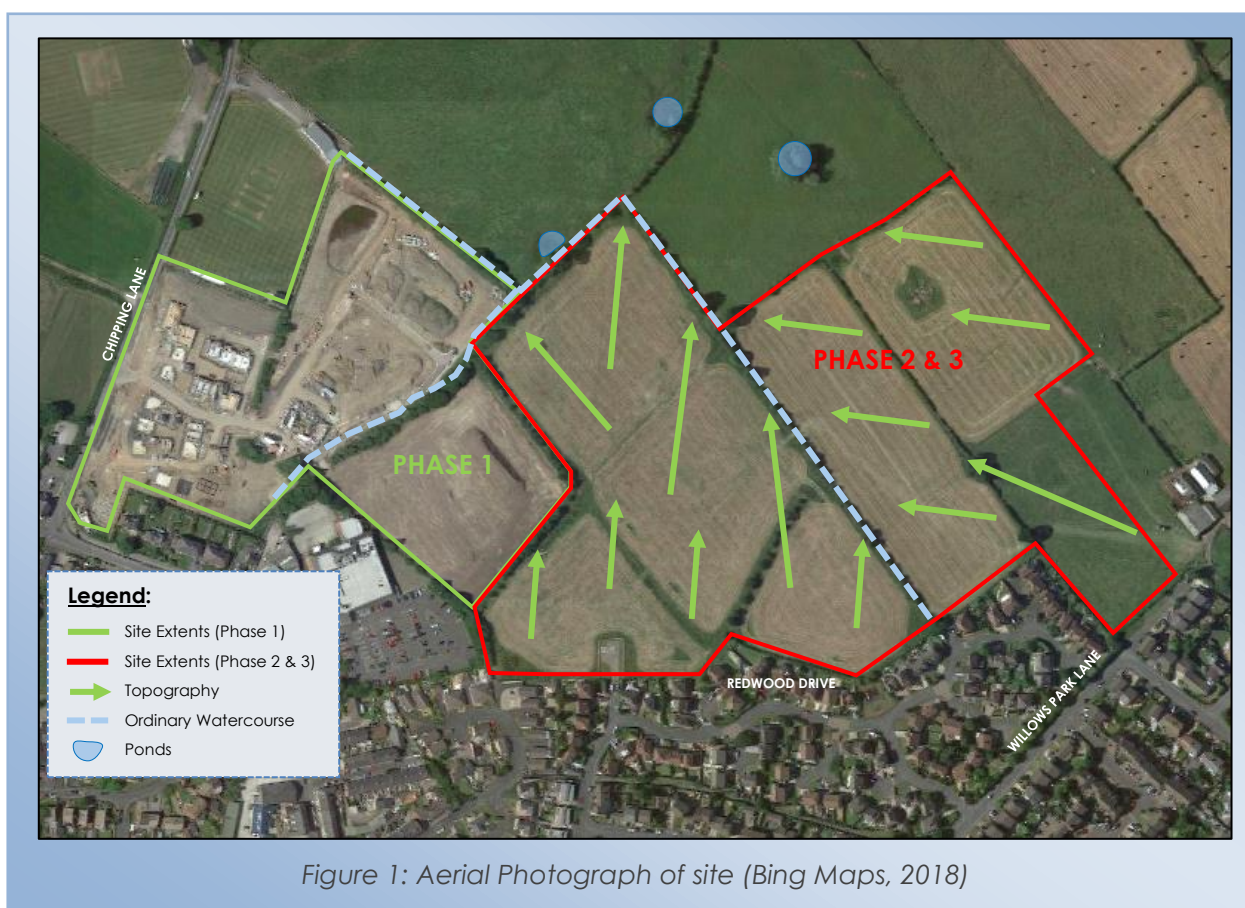 CHIPPING LANE
PHASE 1
PHASE 2 & 3
REDWOOD DRIVE
WILLOWS PARK LANE
Legend:
Site Extents (Phase 1)
Site Extents (Phase 2 & 3)
Topography
Ordinary Watercourse
Ponds
Figure 1: Aerial Photograph of site (Bing Maps, 2018)